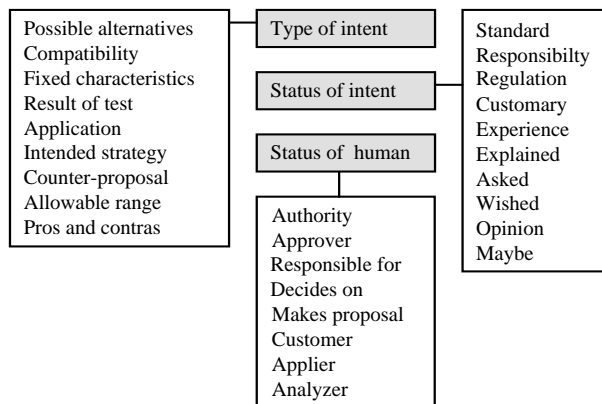 Possible alternatives
Compatibility
Fixed characteristics
Result of test
Application
Intended strategy
Counter-proposal
Allowable range
Pros and contras
Type of intent
Status of intent
Status of human
Authority
Approver
Responsible for
Decides on
Makes proposal
Customer
Applier
Analyzer
Standard
Responsibilty
Regulation
Customary
Experience
Explained
Asked
Wished
Opinion
Maybe